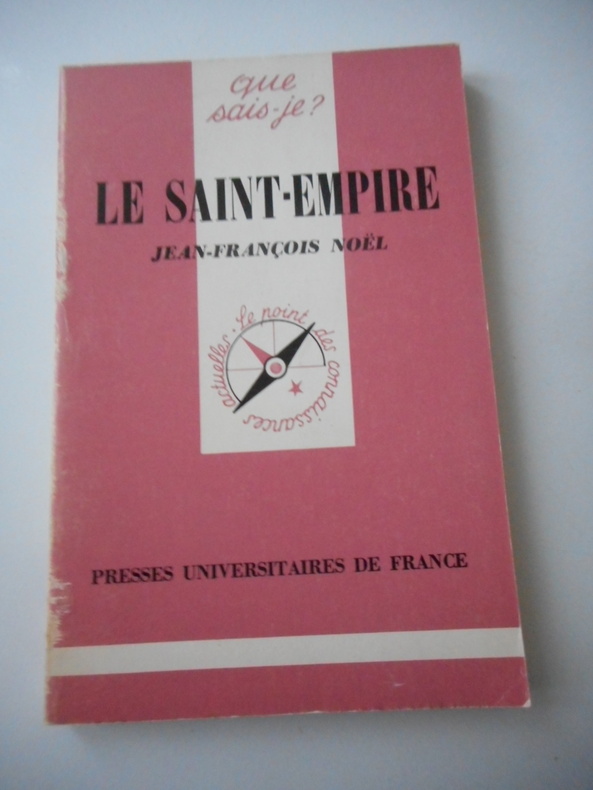 que
sais-je?
LE SAINT-EMPIRE
JEAN-FRANÇOIS NOËL
Le point des connaissances actuelles.
PRESSES UNIVERSITAIRES DE FRANCE